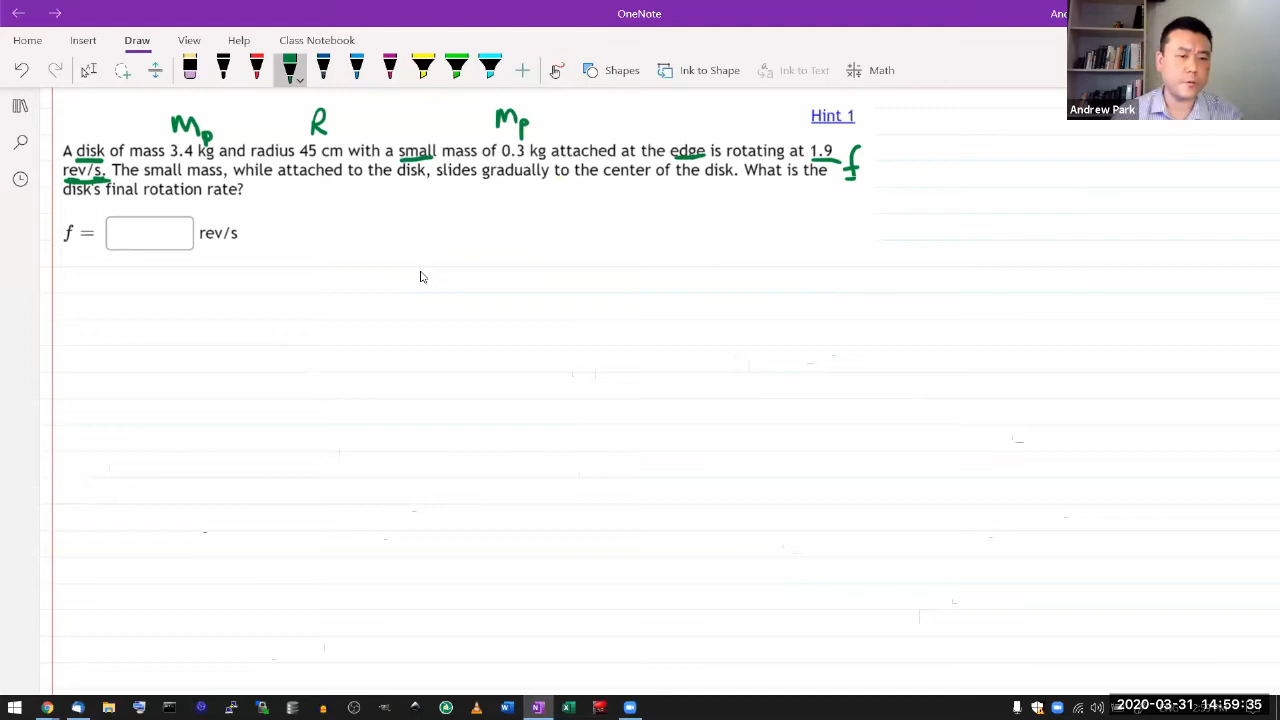 OneNote
Home Insert Draw View Help Class Notebook
Shapes Ink to Shape Ink to Text Math
Andrew Park
Hint 1
Mp R Mp
A disk of mass 3.4 kg and radius 45 cm with a small mass of 0.3 kg attached at the edge is rotating at 1.9 f
rev/s. The small mass, while attached to the disk, slides gradually to the center of the disk. What is the
disk's final rotation rate?
f = rev/s
2020-03-31 14:59:35